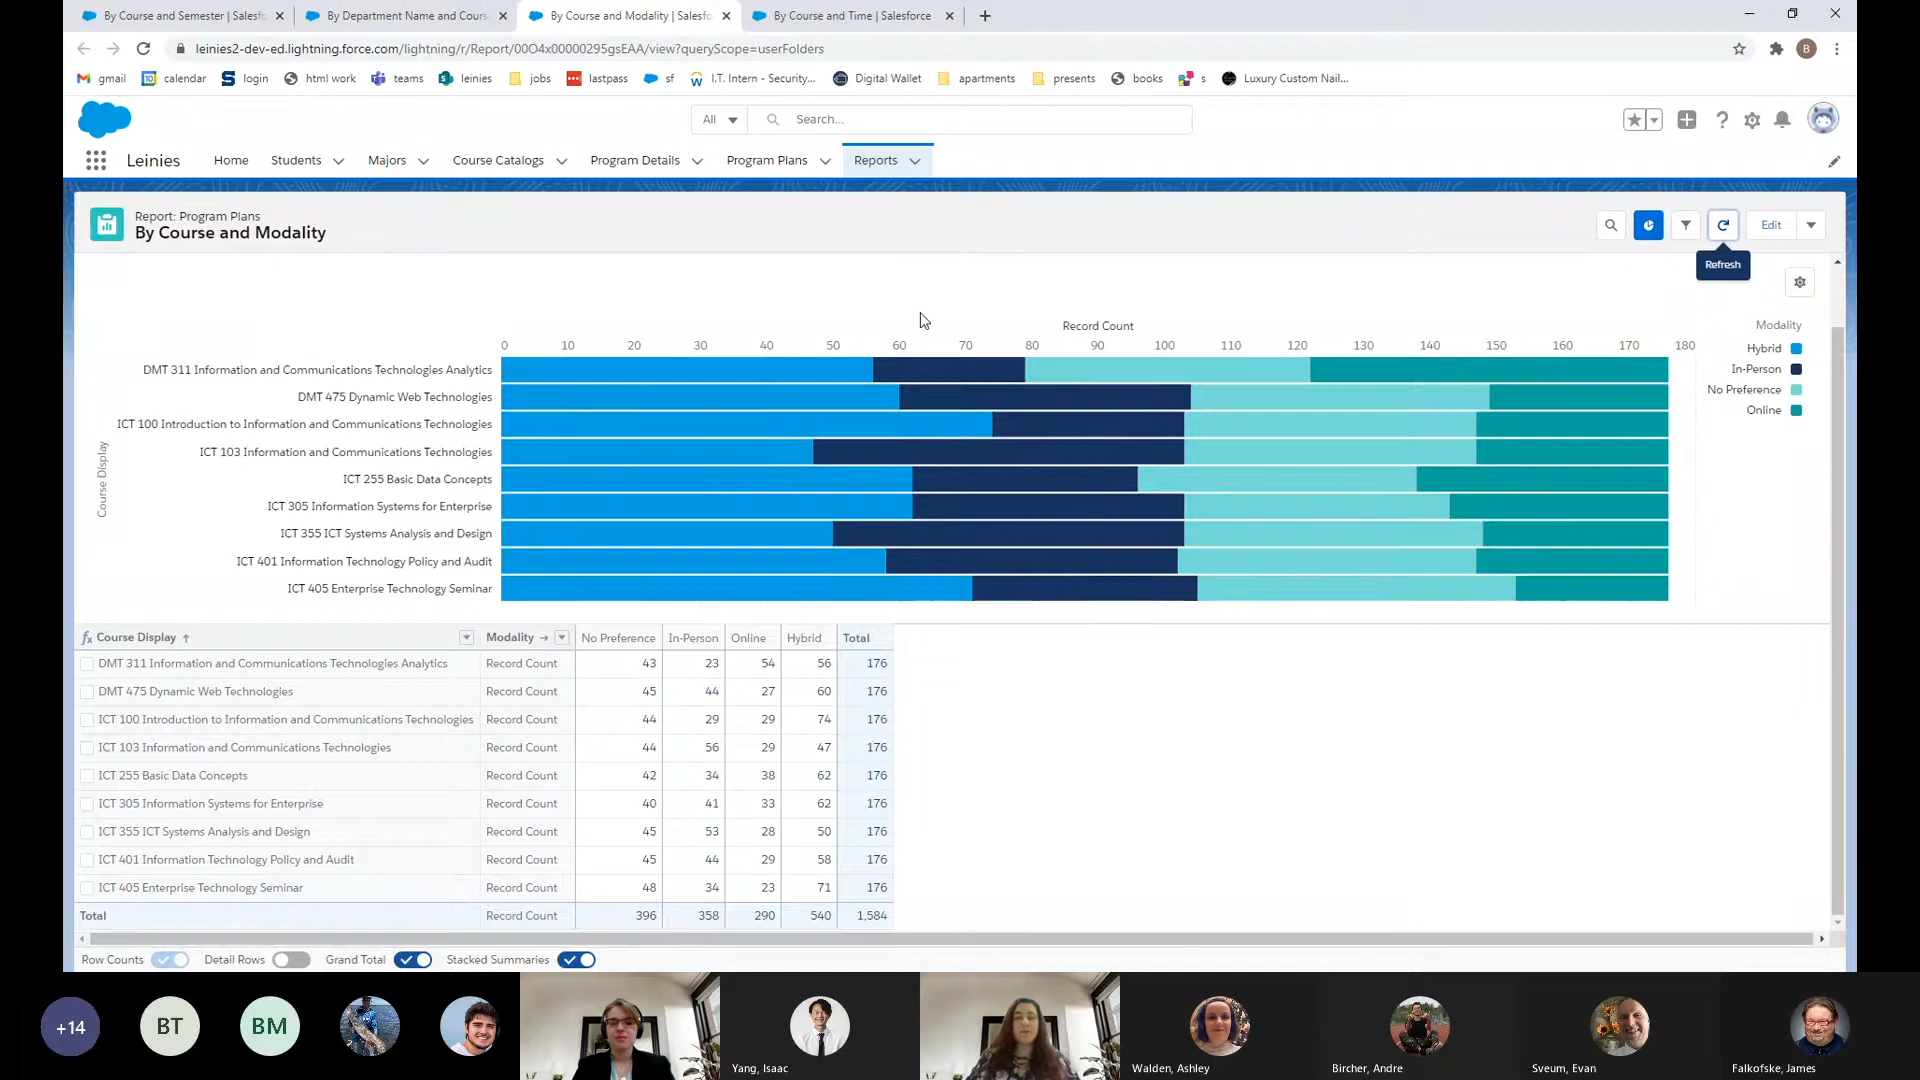 By Course and Semester | Salesfc
By Department Name and Cours
By Course and Modality | Salesfc
By Course and Time | Salesforce
leinies2-dev-ed.lightning.force.com/lightning/r/Report/00O4x00000295gsEAA/view?queryScope=userFolders
B
gmail
calendar
login
html work
teams
leinies
jobs
lastpass
sf
I.T. Intern - Security...
Digital Wallet
apartments
presents
books
s
Luxury Custom Nail...
All
Search...
Leinies
Home
Students
Majors
Course Catalogs
Program Details
Program Plans
Reports
Report: Program Plans
By Course and Modality
Edit
Refresh
Record Count
0 10 20 30 40 50 60 70 80 90 100 110 120 130 140 150 160 170 180
Modality
Hybrid
In-Person
No Preference
Online
Course Display
DMT 311 Information and Communications Technologies Analytics
DMT 475 Dynamic Web Technologies
ICT 100 Introduction to Information and Communications Technologies
ICT 103 Information and Communications Technologies
ICT 255 Basic Data Concepts
ICT 305 Information Systems for Enterprise
ICT 355 ICT Systems Analysis and Design
ICT 401 Information Technology Policy and Audit
ICT 405 Enterprise Technology Seminar
fx Course Display ↑ Modality → No Preference In-Person Online Hybrid Total
DMT 311 Information and Communications Technologies Analytics Record Count 43 23 54 56 176
DMT 475 Dynamic Web Technologies Record Count 45 44 27 60 176
ICT 100 Introduction to Information and Communications Technologies Record Count 44 29 29 74 176
ICT 103 Information and Communications Technologies Record Count 44 56 29 47 176
ICT 255 Basic Data Concepts Record Count 42 34 38 62 176
ICT 305 Information Systems for Enterprise Record Count 40 41 33 62 176
ICT 355 ICT Systems Analysis and Design Record Count 45 53 28 50 176
ICT 401 Information Technology Policy and Audit Record Count 45 44 29 58 176
ICT 405 Enterprise Technology Seminar Record Count 48 34 23 71 176
Total Record Count 396 358 290 540 1,584
Row Counts
Detail Rows
Grand Total
Stacked Summaries
+14
BT
BM
Yang, Isaac
Walden, Ashley
Bircher, Andre
Sveum, Evan
Falkofske, James